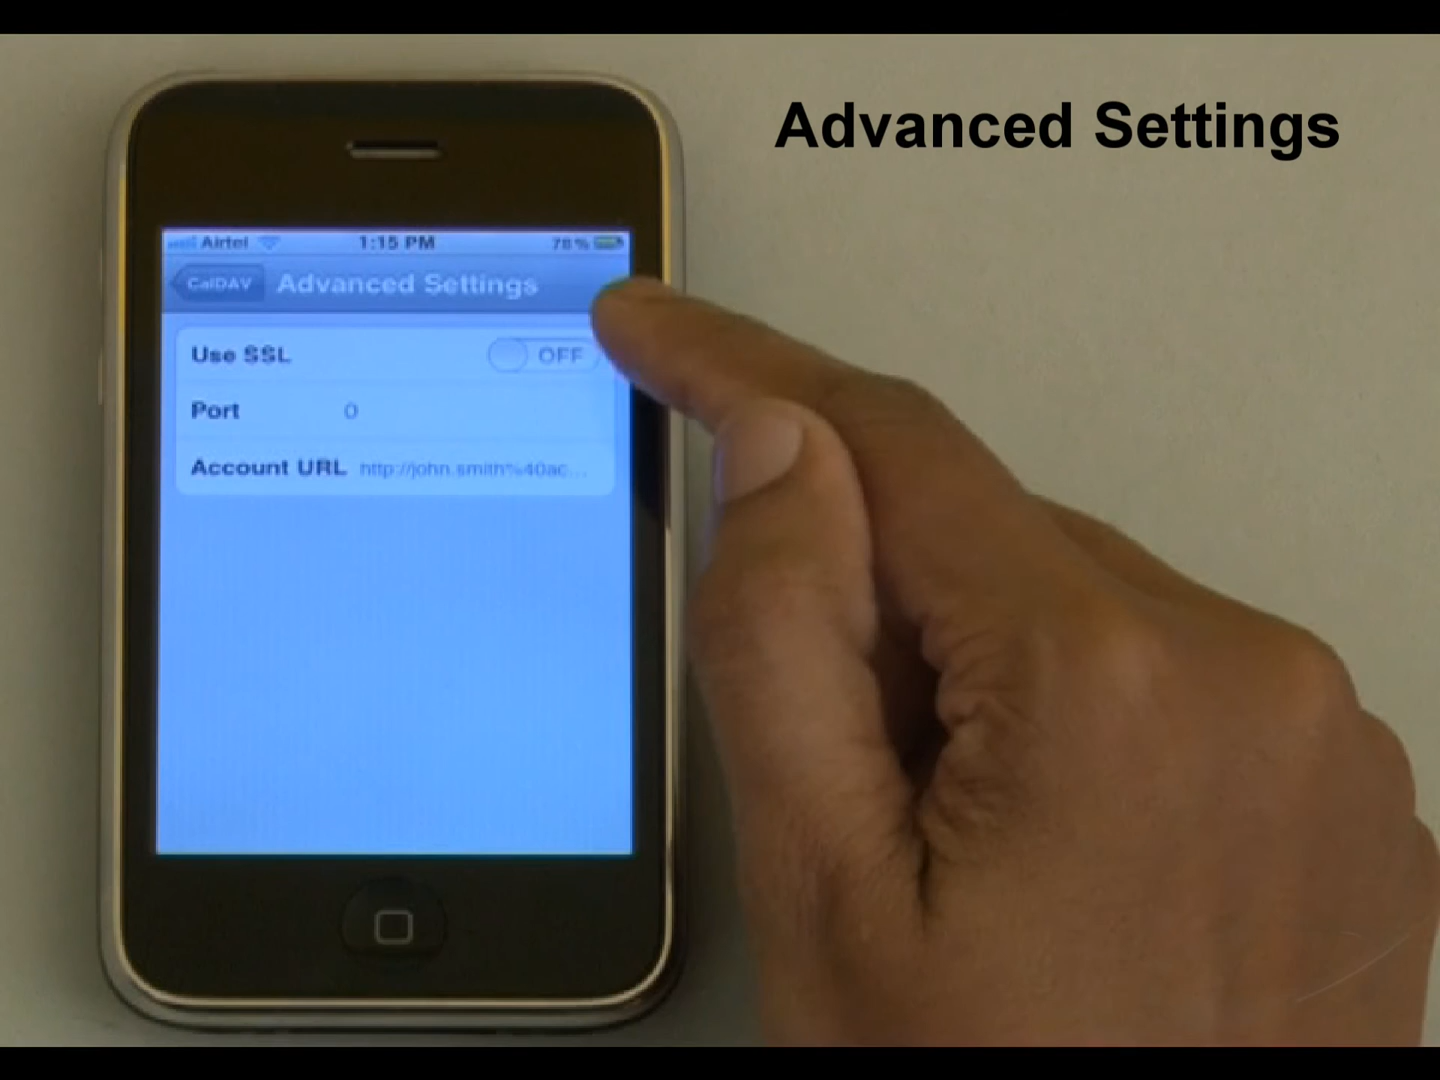 Advanced Settings
Airtel 1:15 PM 78%
CalDAV Advanced Settings
Use SSL OFF
Port 0
Account URL http://john.smith%40ac...